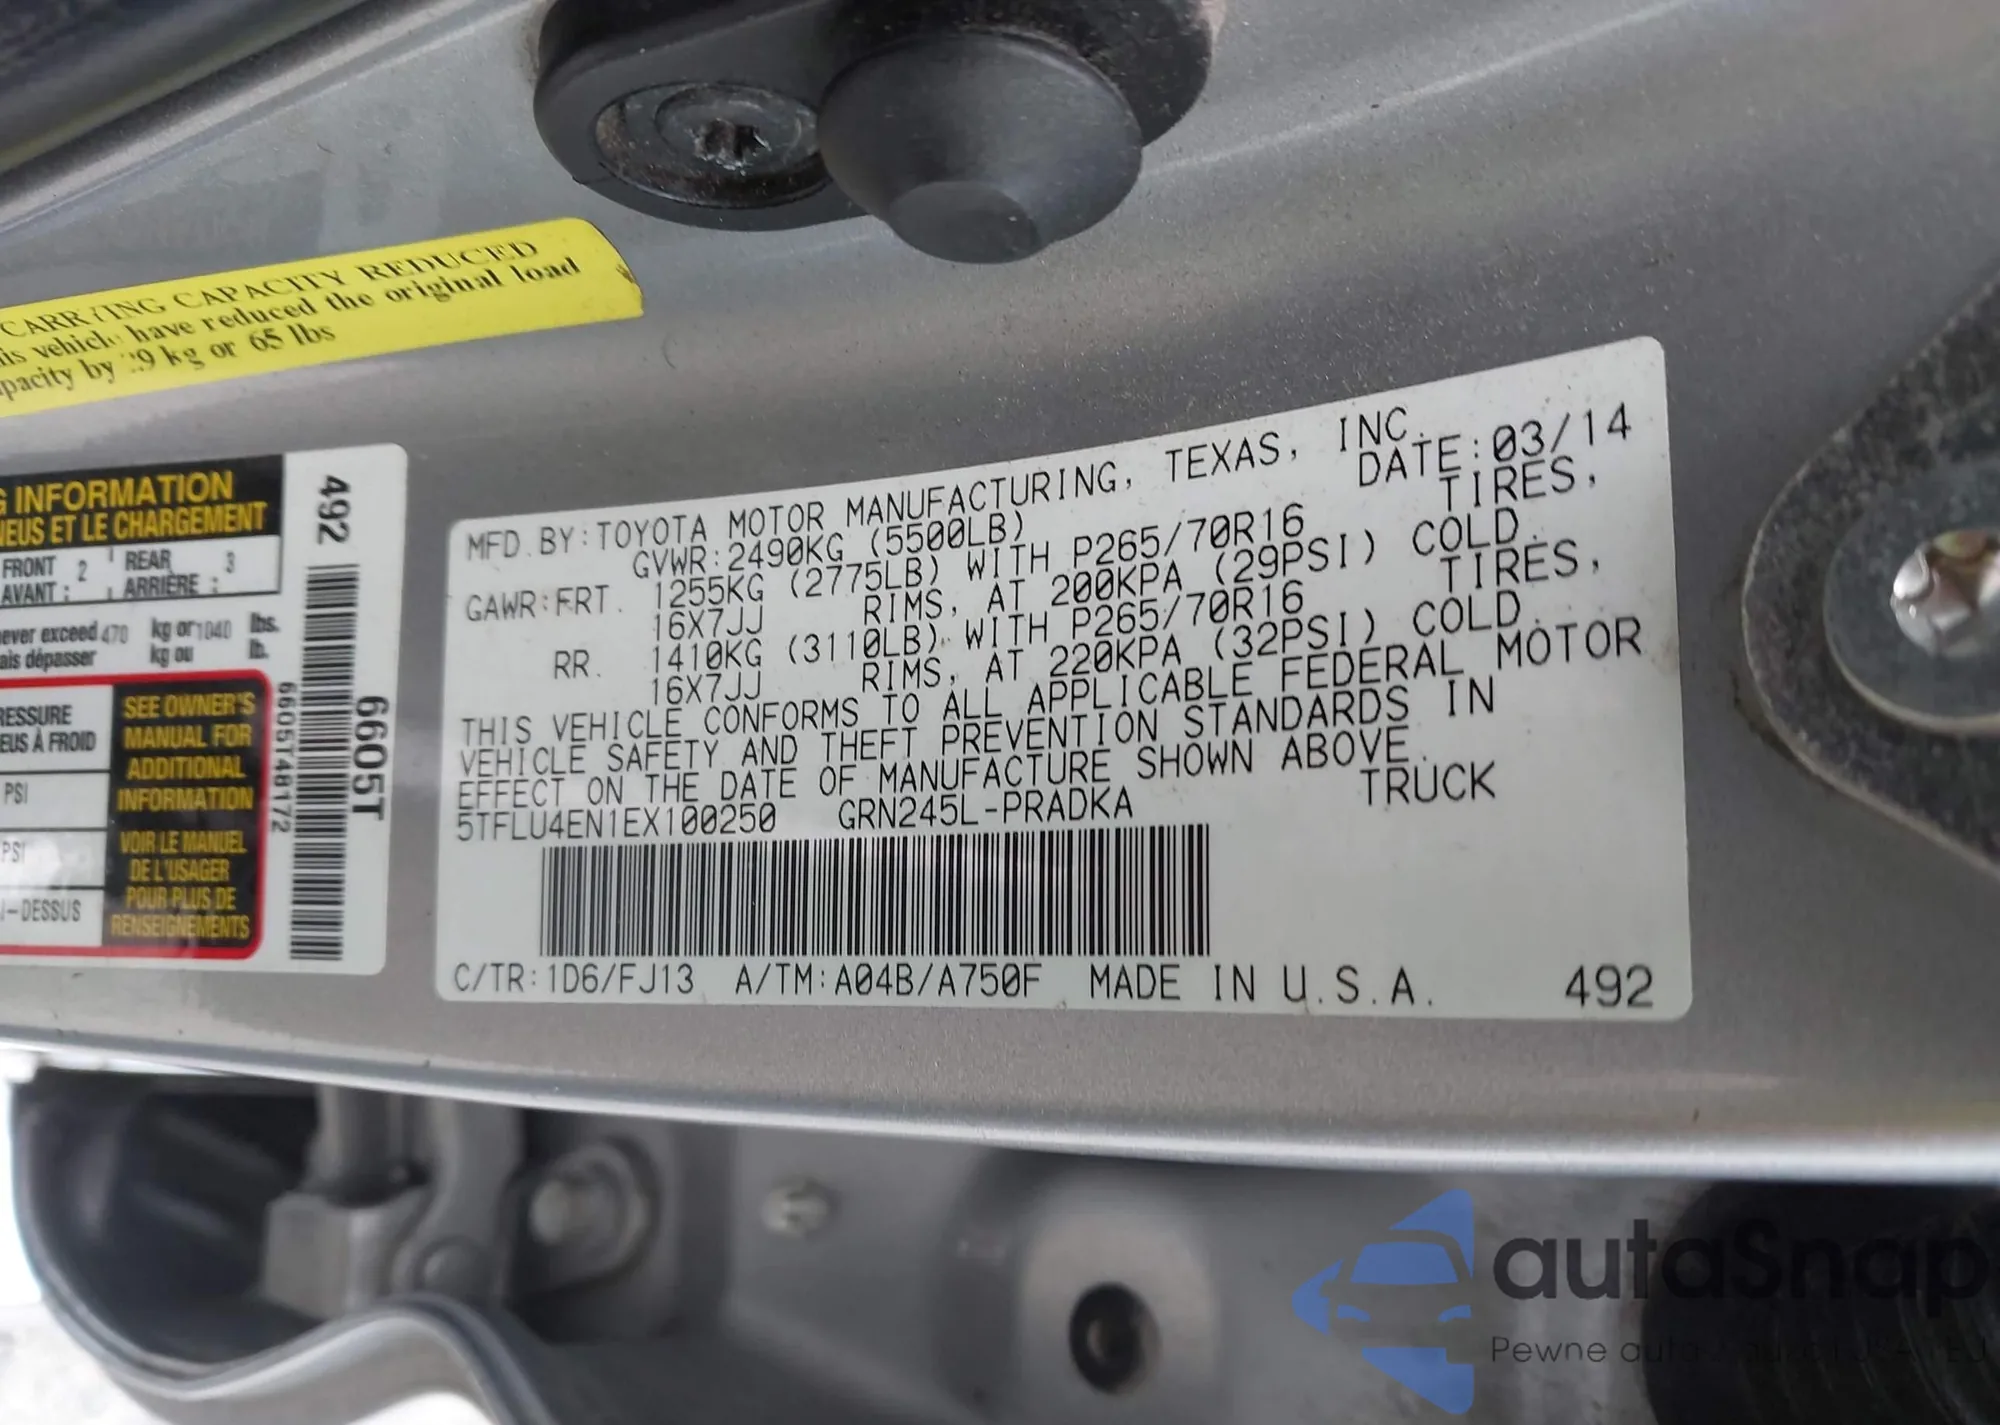 CARRYING CAPACITY REDUCED
is vehicle have reduced the original load
pacity by 29 kg or 65 lbs
G INFORMATION
NEUS ET LE CHARGEMENT
FRONT 2 REAR 3
AVANT : ARRIÈRE :
never exceed 470 kg or 1040 lbs.
ais dépasser kg ou lb.
RESSURE
EUS À FROID
PSI
PSI
I-DESSUS
SEE OWNER'S
MANUAL FOR
ADDITIONAL
INFORMATION
VOIR LE MANUEL
DE L'USAGER
POUR PLUS DE
RENSEIGNEMENTS
492
6605T48172
6605T
MFD. BY: TOYOTA MOTOR MANUFACTURING, TEXAS, INC.
GVWR: 2490KG (5500LB) DATE: 03/14
GAWR: FRT. 1255KG (2775LB) WITH P265/70R16 TIRES,
16X7JJ RIMS, AT 200KPA (29PSI) COLD.
RR. 1410KG (3110LB) WITH P265/70R16 TIRES,
16X7JJ RIMS, AT 220KPA (32PSI) COLD.
THIS VEHICLE CONFORMS TO ALL APPLICABLE FEDERAL MOTOR
VEHICLE SAFETY AND THEFT PREVENTION STANDARDS IN
EFFECT ON THE DATE OF MANUFACTURE SHOWN ABOVE.
5TFLU4EN1EX100250 GRN245L-PRADKA TRUCK
C/TR: 1D6/FJ13 A/TM: A04B/A750F MADE IN U.S.A. 492
autaSnap
Pewne auta z aukcji USA i EU